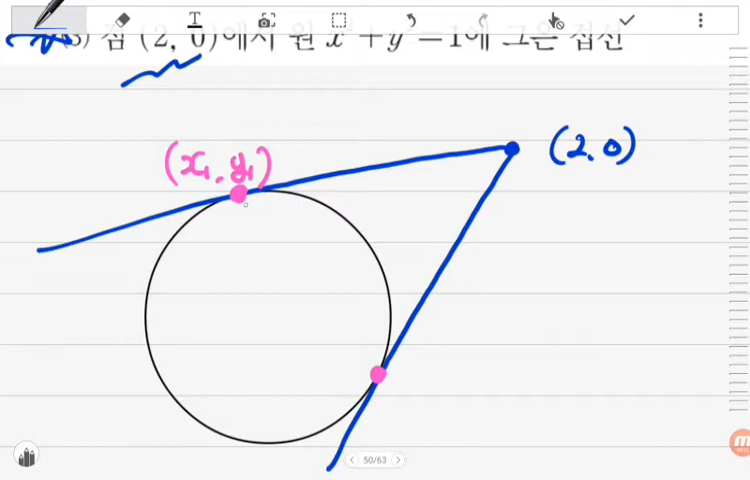 3) 점 (2, 0)에서 원 x² + y² = 1에 그은 접선
(x₁, y₁)
(2, 0)
50/63